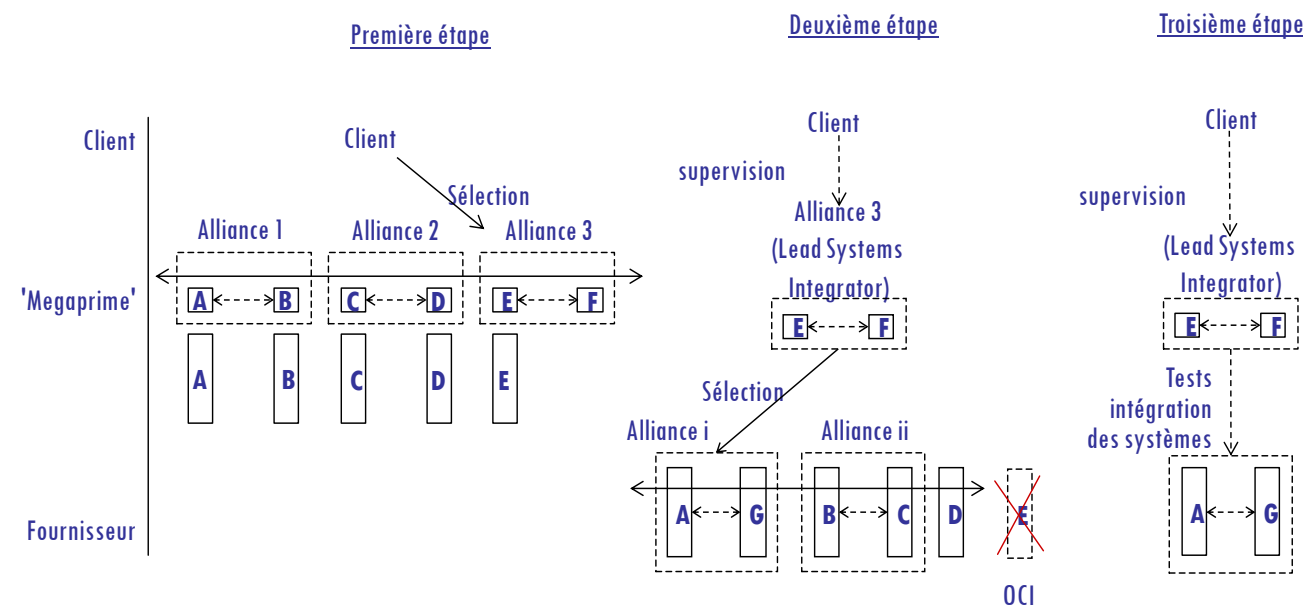 Première étape
Deuxième étape
Troisième étape
Client
Client
Sélection
Alliance 1
Alliance 2
Alliance 3
'Megaprime'
A
B
C
D
E
F
A
B
C
D
E
Client
supervision
Alliance 3
(Lead Systems
Integrator)
E
F
Sélection
Alliance i
Alliance ii
Fournisseur
A
G
B
C
D
E
OCI
Client
supervision
(Lead Systems
Integrator)
E
F
Tests
intégration
des systèmes
A
G